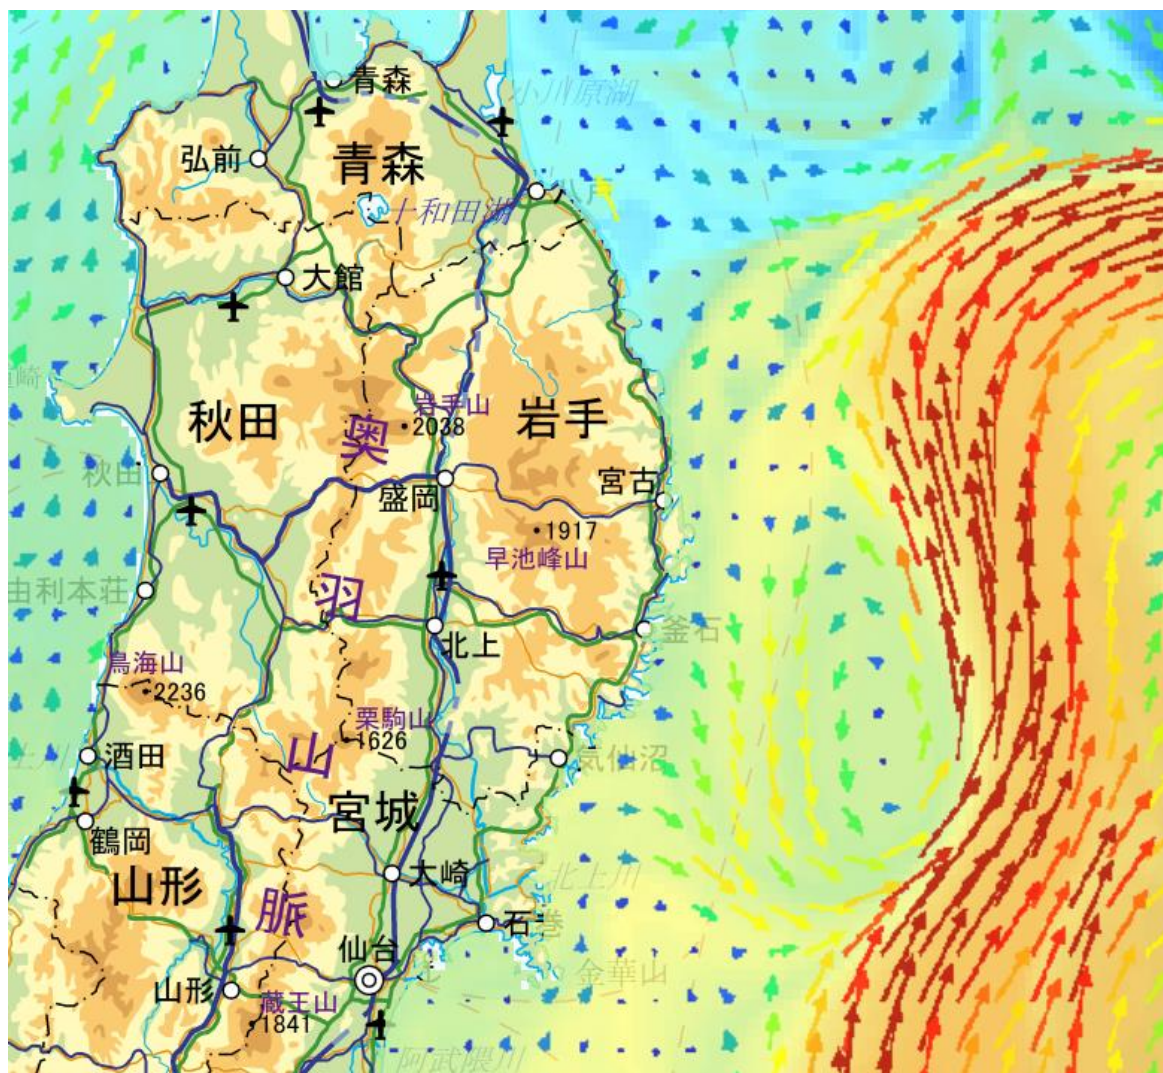 青森
小川原湖
弘前
青森
八戸
十和田湖
大館
崎
岩手山
2038
秋田
奥
岩手
秋田
盛岡
宮古
1917
早池峰山
羽
由利本荘
北上
釜石
鳥海山
2236
栗駒山
1626
山
気仙沼
酒田
宮城
鶴岡
山形
大崎
北上川
脈
石巻
仙台
金華山
山形
蔵王山
1841
阿武隈川